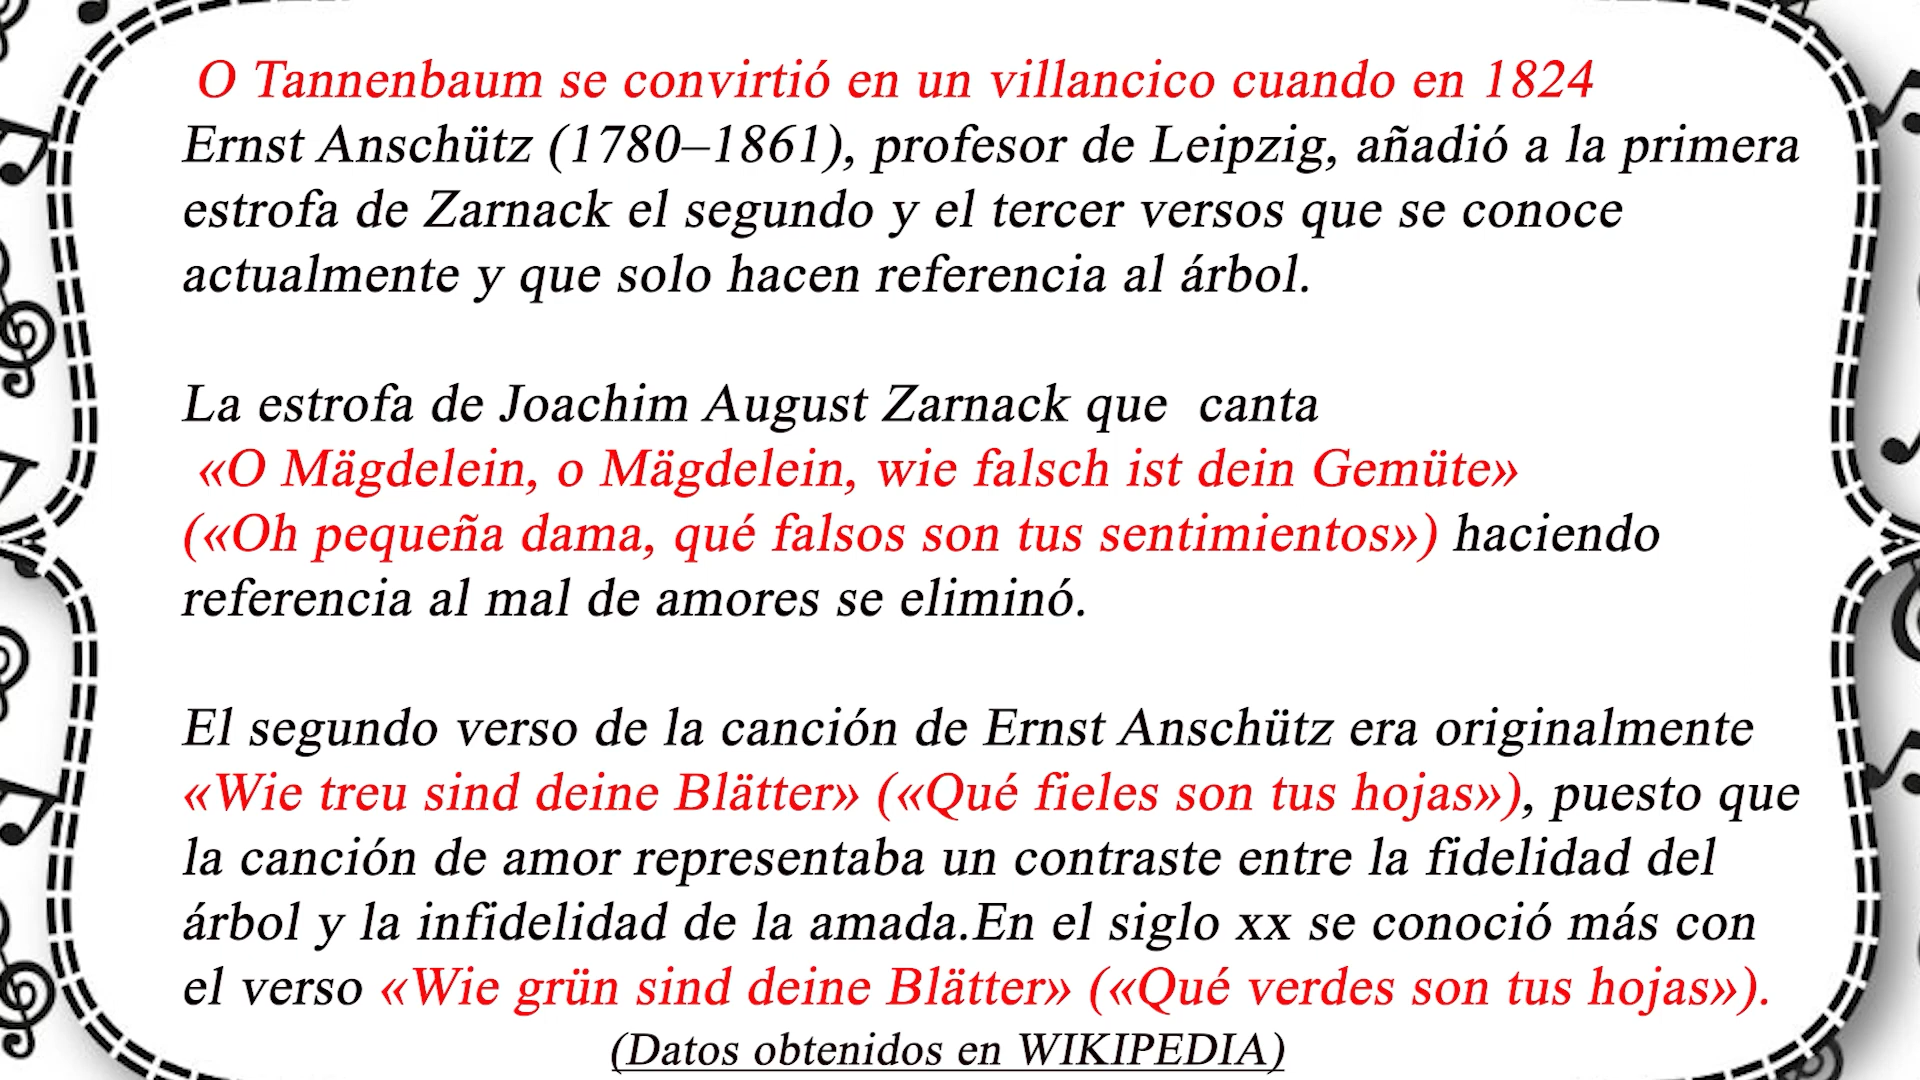 O Tannenbaum se convirtió en un villancico cuando en 1824
Ernst Anschütz (1780–1861), profesor de Leipzig, añadió a la primera
estrofa de Zarnack el segundo y el tercer versos que se conoce
actualmente y que solo hacen referencia al árbol.
La estrofa de Joachim August Zarnack que canta
«O Mägdelein, o Mägdelein, wie falsch ist dein Gemüte»
(«Oh pequeña dama, qué falsos son tus sentimientos») haciendo
referencia al mal de amores se eliminó.
El segundo verso de la canción de Ernst Anschütz era originalmente
«Wie treu sind deine Blätter» («Qué fieles son tus hojas»), puesto que
la canción de amor representaba un contraste entre la fidelidad del
árbol y la infidelidad de la amada.En el siglo xx se conoció más con
el verso «Wie grün sind deine Blätter» («Qué verdes son tus hojas»).
(Datos obtenidos en WIKIPEDIA)